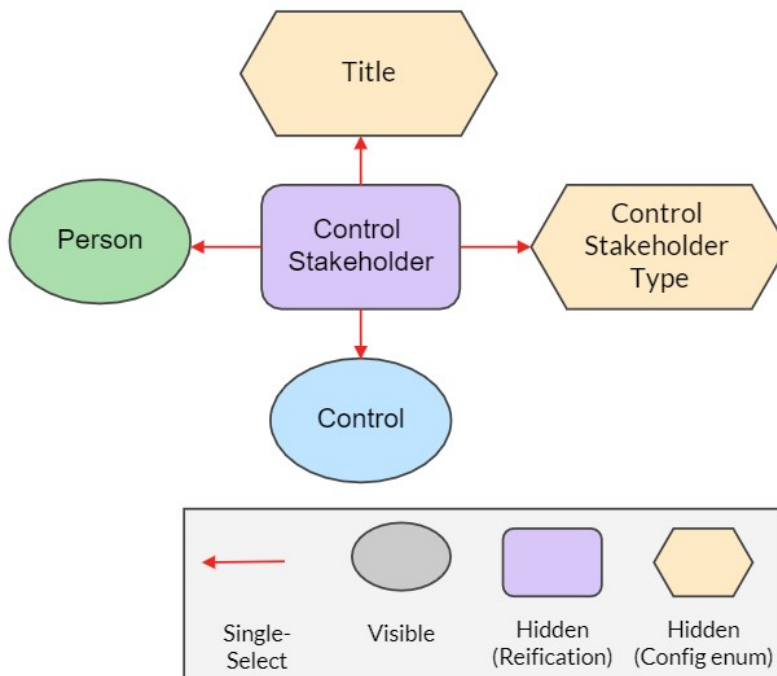 Title
Person
Control
Stakeholder
Control
Stakeholder
Type
Control
Single-
Select
Visible
Hidden
(Reification)
Hidden
(Config enum)